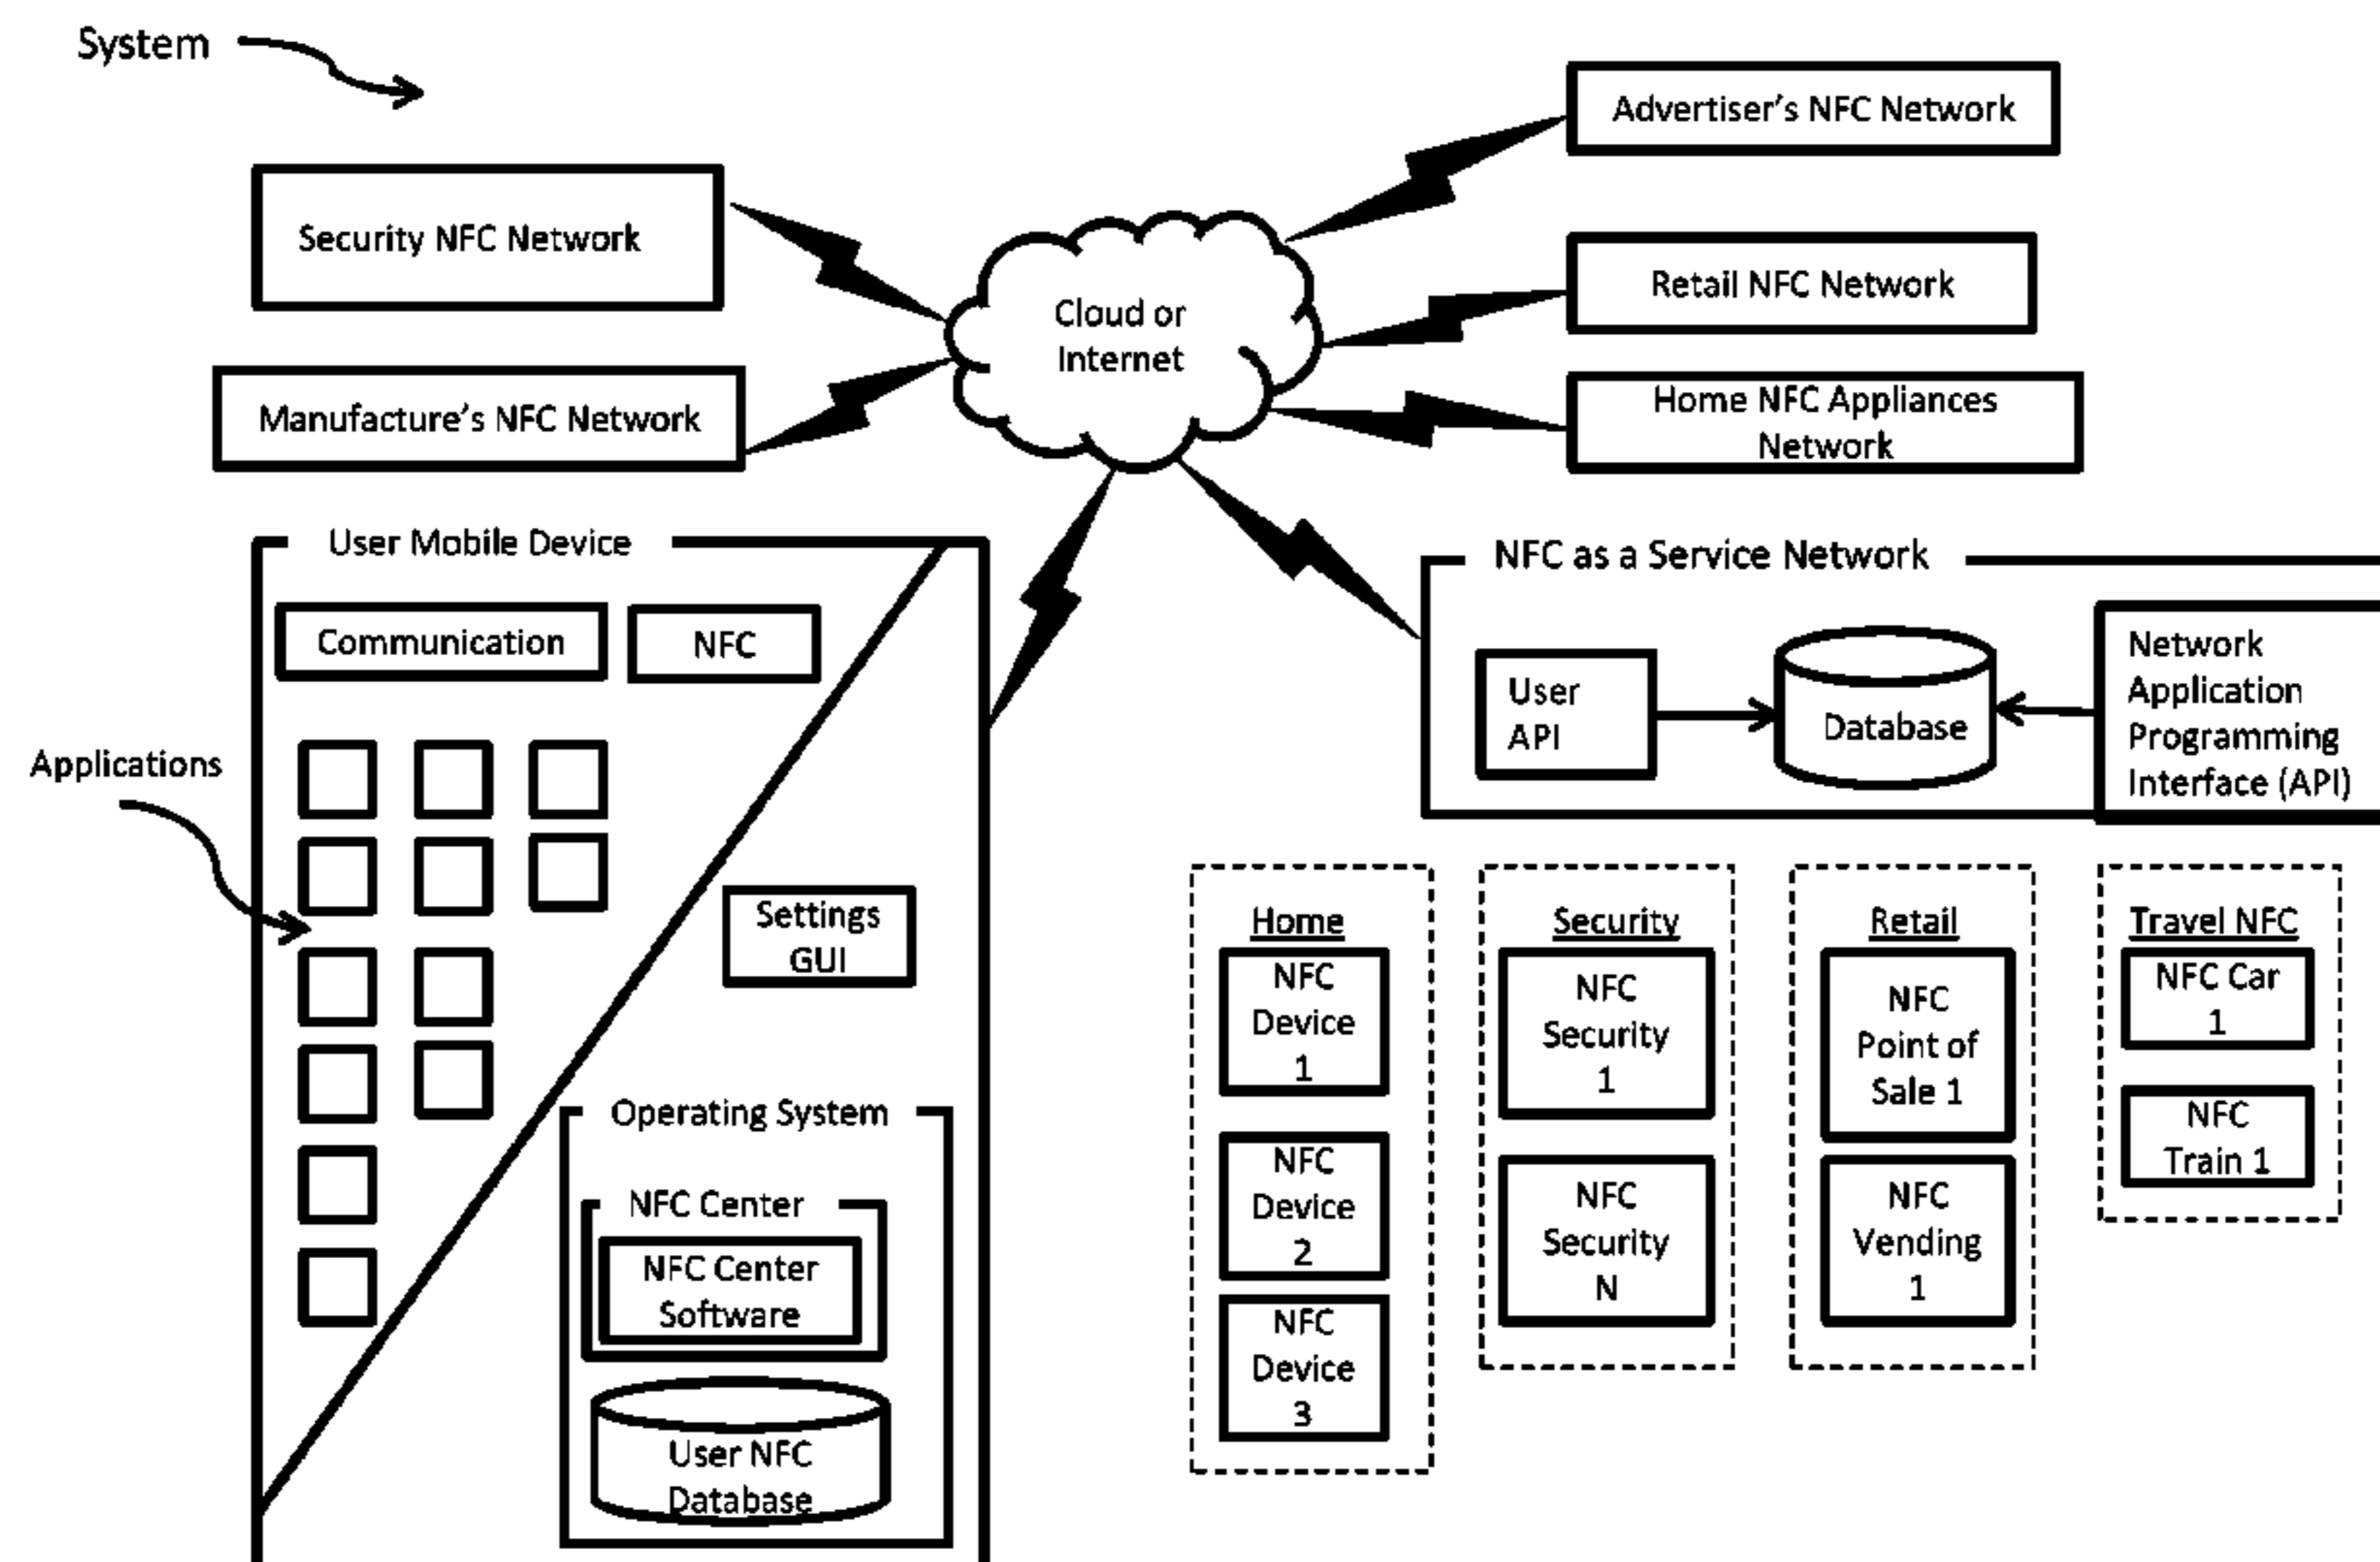 System
Advertiser's NFC Network
Security NFC Network
Retail NFC Network
Cloud or
Internet
Manufacture's NFC Network
Home NFC Appliances
Network
User Mobile Device
Communication
NFC
Applications
Settings
GUI
Operating System
NFC Center
NFC Center
Software
User NFC
Database
NFC as a Service Network
User
API
Database
Network
Application
Programming
Interface (API)
Home
NFC
Device
1
NFC
Device
2
NFC
Device
3
Security
NFC
Security
1
NFC
Security
N
Retail
NFC
Point of
Sale 1
NFC
Vending
1
Travel NFC
NFC Car
1
NFC
Train 1